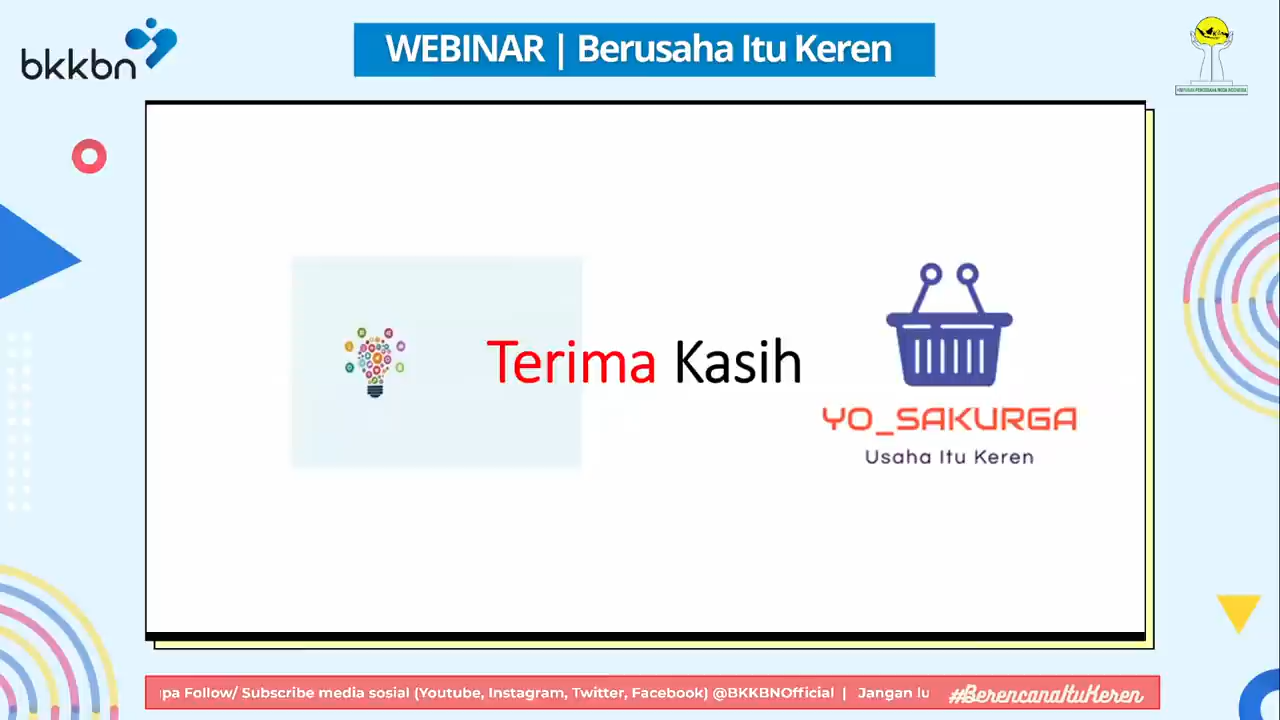 bkkbn
WEBINAR | Berusaha Itu Keren
Terima Kasih
YO_SAKURGA
Usaha Itu Keren
ıpa Follow/ Subscribe media sosial (Youtube, Instagram, Twitter, Facebook) @BKKBNOfficial | Jangan lu
#BerencanaItuKeren